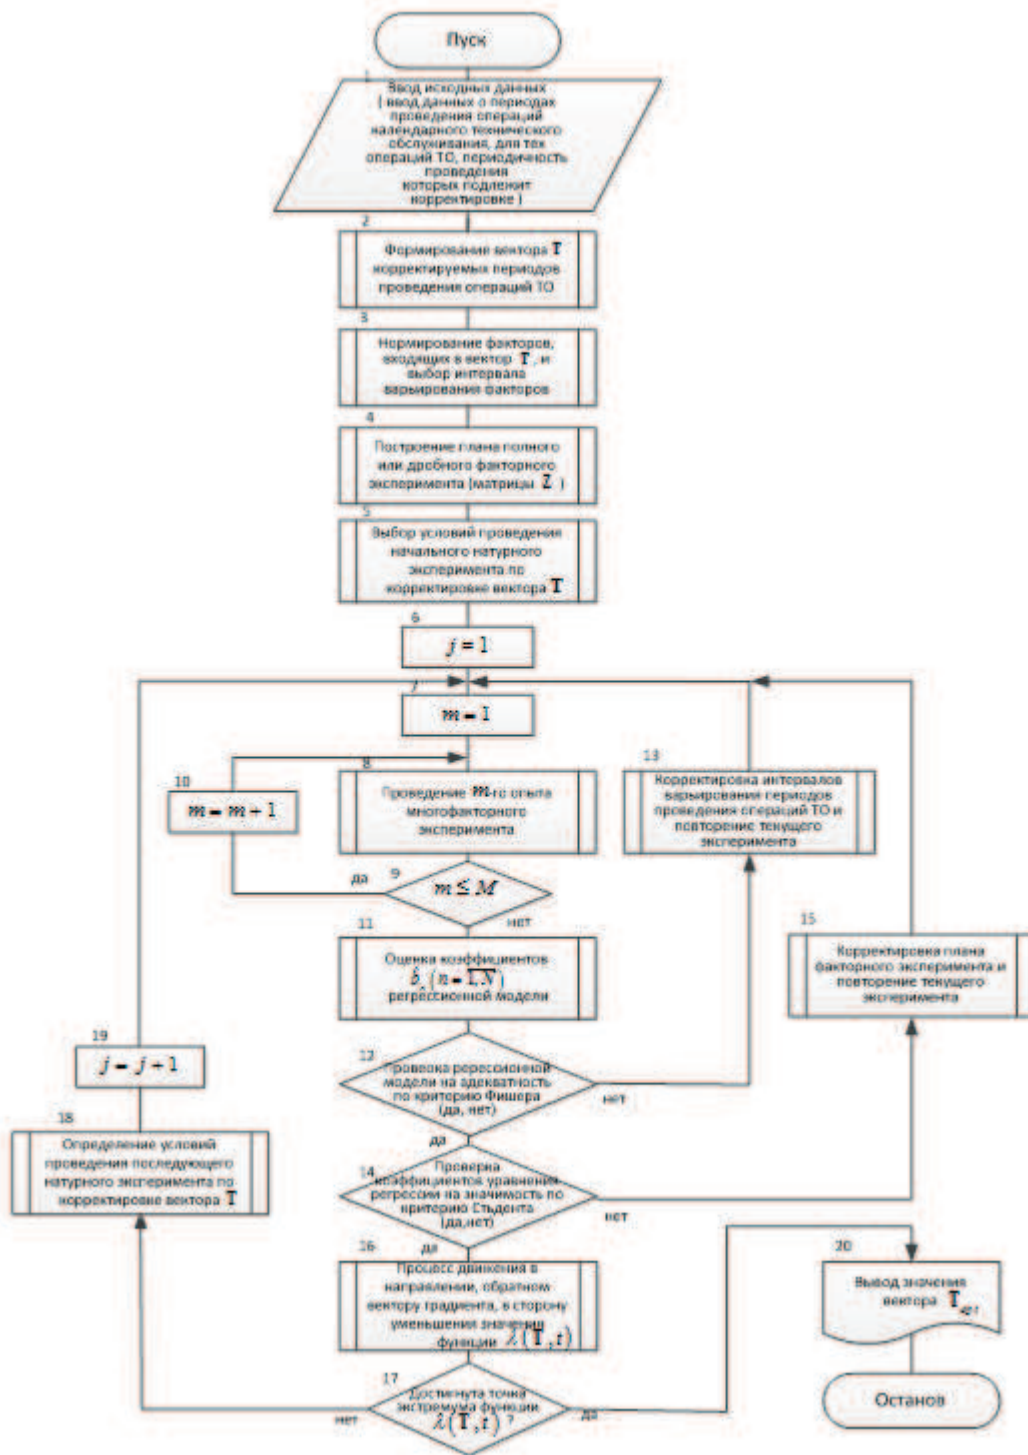 Пуск
1
Ввод исходных данных
( ввод данных о периодах
проведения операций
календарного технического
обслуживания, для тех
операций ТО, периодичность
проведения
которых подлежит
корректировке )
2
Формирование вектора T
корректируемых периодов
проведения операций ТО
3
Нормирование факторов,
входящих в вектор T , и
выбор интервала
варьирования факторов
4
Построение плана полного
или дробного факторного
эксперимента (матрицы Z )
5
Выбор условий проведения
начального натурного
эксперимента по
корректировке вектора T
6
j = 1
7
m = 1
8
Проведение m-го опыта
многофакторного
эксперимента
9
m ≤ M
да
нет
10
m = m + 1
11
Оценка коэффициентов
(n = 1,N)
регрессионной модели
12
Проверка ререссионной
модели на адекватность
по критерию Фишера
(да, нет)
нет
да
13
Корректировка интервалов
варьирования периодов
проведения операций ТО и
повторение текущего
эксперимента
14
Проверка
коэффициентов уравнения
регрессии на значимость по
критерию Стьдента
(да,нет)
нет
да
15
Корректировка плана
факторного эксперимента и
повторение текущего
эксперимента
16
Процесс движения в
направлении, обратном
вектору градиента, в сторону
уменьшения значения
функции λ(T,t)
17
Достигнута точка
экстремума функции
λ(T,t) ?
нет
да
18
Определение условий
проведения последующего
натурного эксперимента по
корректировке вектора T
19
j = j + 1
20
Вывод значения
вектора T
Останов